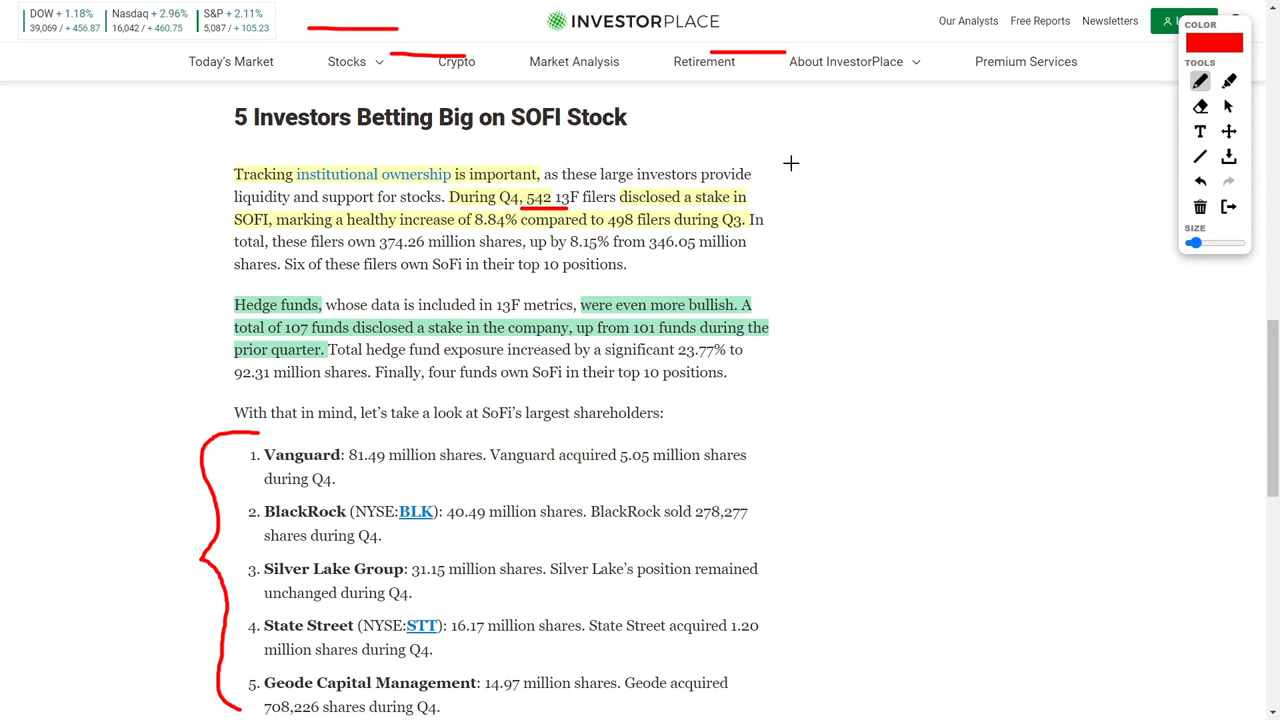 DOW + 1.18%
39,069 / + 456.87
Nasdaq + 2.96%
16,042 / + 460.75
S&P + 2.11%
5,087 / + 105.23
INVESTORPLACE
Our Analysts Free Reports Newsletters
Today's Market Stocks Crypto Market Analysis Retirement About InvestorPlace Premium Services
COLOR
TOOLS
T
SIZE
5 Investors Betting Big on SOFI Stock
Tracking institutional ownership is important, as these large investors provide
liquidity and support for stocks. During Q4, 542 13F filers disclosed a stake in
SOFI, marking a healthy increase of 8.84% compared to 498 filers during Q3. In
total, these filers own 374.26 million shares, up by 8.15% from 346.05 million
shares. Six of these filers own SoFi in their top 10 positions.
Hedge funds, whose data is included in 13F metrics, were even more bullish. A
total of 107 funds disclosed a stake in the company, up from 101 funds during the
prior quarter. Total hedge fund exposure increased by a significant 23.77% to
92.31 million shares. Finally, four funds own SoFi in their top 10 positions.
With that in mind, let’s take a look at SoFi’s largest shareholders:
1. Vanguard: 81.49 million shares. Vanguard acquired 5.05 million shares
during Q4.
2. BlackRock (NYSE:BLK): 40.49 million shares. BlackRock sold 278,277
shares during Q4.
3. Silver Lake Group: 31.15 million shares. Silver Lake’s position remained
unchanged during Q4.
4. State Street (NYSE:STT): 16.17 million shares. State Street acquired 1.20
million shares during Q4.
5. Geode Capital Management: 14.97 million shares. Geode acquired
708,226 shares during Q4.